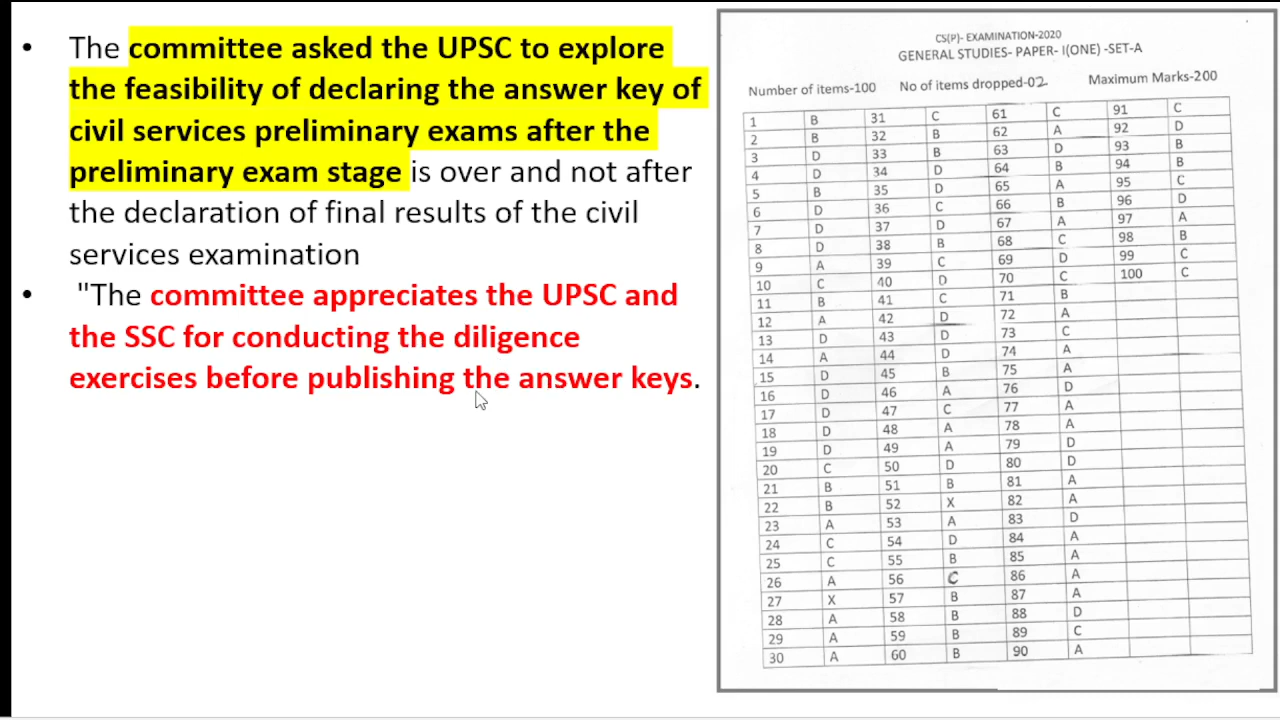 • The committee asked the UPSC to explore
the feasibility of declaring the answer key of
civil services preliminary exams after the
preliminary exam stage is over and not after
the declaration of final results of the civil
services examination
• "The committee appreciates the UPSC and
the SSC for conducting the diligence
exercises before publishing the answer keys.
CS(P)- EXAMINATION-2020
GENERAL STUDIES- PAPER- I(ONE) -SET-A
Number of items-100 No of items dropped-02 Maximum Marks-200
1 B 31 C 61 C 91 C
2 B 32 B 62 A 92 D
3 D 33 B 63 D 93 B
4 D 34 D 64 B 94 B
5 B 35 D 65 A 95 C
6 D 36 C 66 B 96 D
7 D 37 D 67 A 97 A
8 D 38 B 68 C 98 B
9 A 39 C 69 D 99 C
10 C 40 D 70 C 100 C
11 B 41 C 71 B
12 A 42 D 72 A
13 D 43 D 73 C
14 A 44 D 74 A
15 D 45 B 75 A
16 D 46 A 76 D
17 D 47 C 77 A
18 D 48 A 78 A
19 D 49 A 79 D
20 C 50 D 80 D
21 B 51 B 81 A
22 B 52 X 82 A
23 A 53 A 83 D
24 C 54 D 84 A
25 C 55 B 85 A
26 A 56 C 86 A
27 X 57 B 87 A
28 A 58 B 88 D
29 A 59 B 89 C
30 A 60 B 90 A